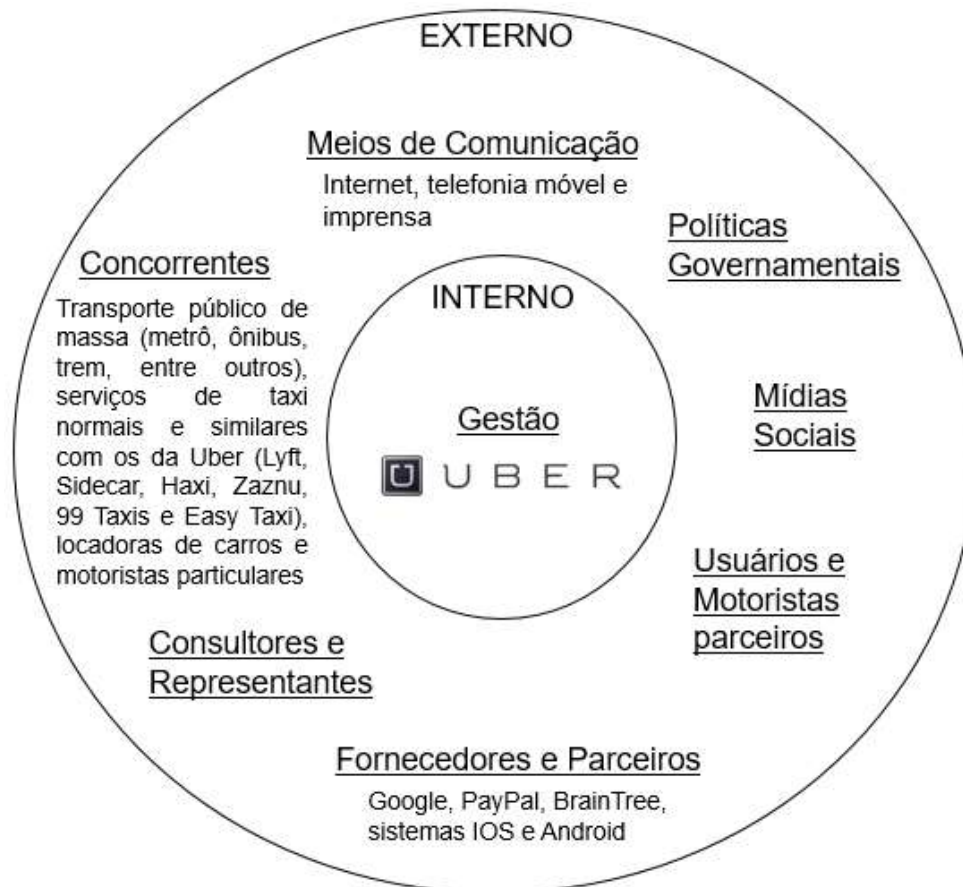 EXTERNO
Meios de Comunicação
Internet, telefonia móvel e
imprensa
Políticas
Governamentais
Concorrentes
Transporte público de
massa (metrô, ônibus,
trem, entre outros),
serviços de taxi
normais e similares
com os da Uber (Lyft,
Sidecar, Haxi, Zaznu,
99 Taxis e Easy Taxi),
locadoras de carros e
motoristas particulares
INTERNO
Gestão
UBER
Mídias
Sociais
Usuários e
Motoristas
parceiros
Consultores e
Representantes
Fornecedores e Parceiros
Google, PayPal, BrainTree,
sistemas IOS e Android